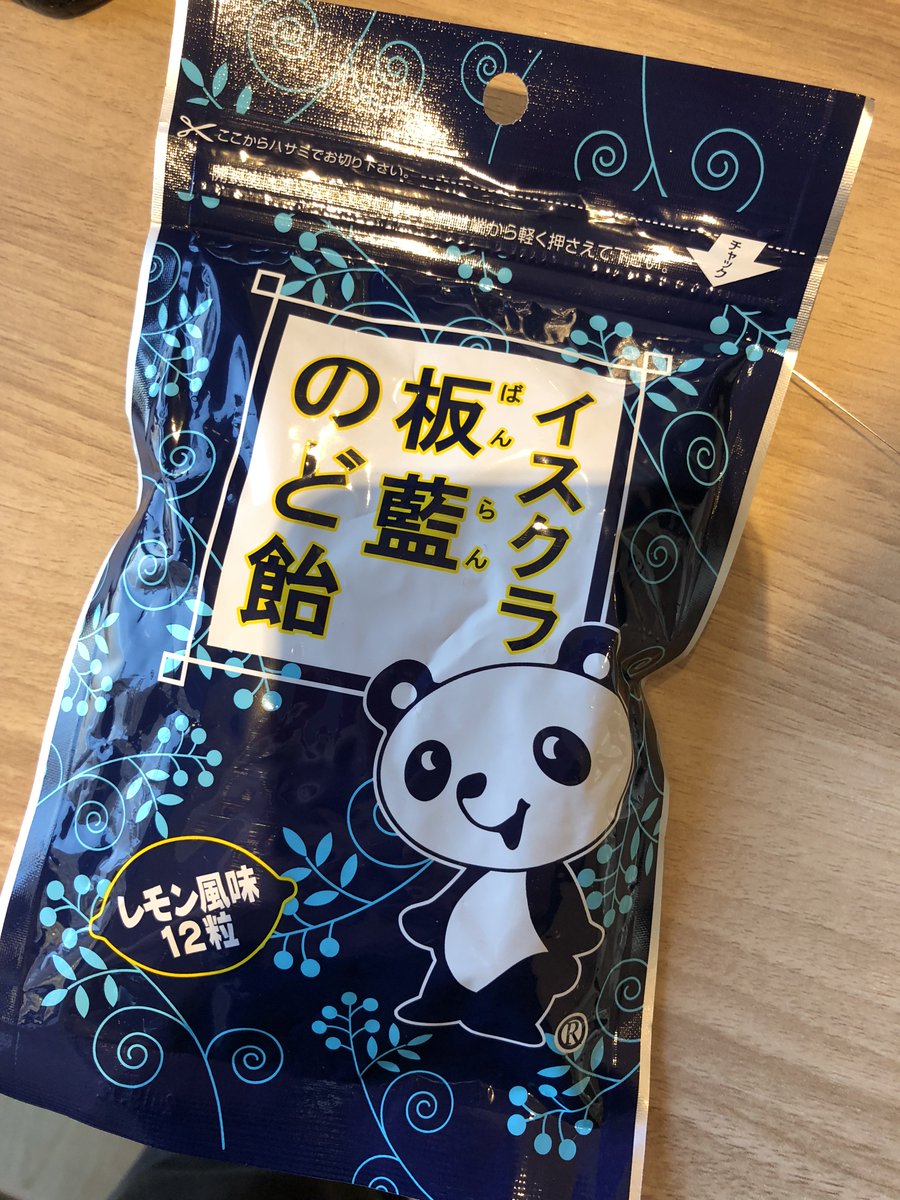 ここからハサミでお切り下さい。
から軽く押さえて下さい。
チャック
イスクラ
板藍
ばんらん
のど飴
レモン風味
12粒
®